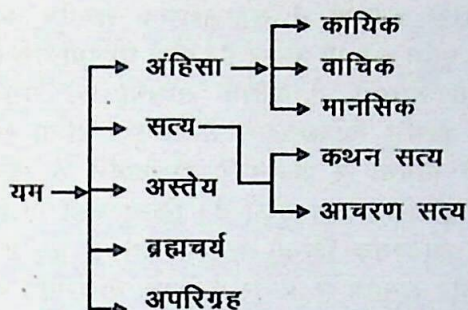 कायिक
अंहिसा
वाचिक
मानसिक
सत्य
कथन सत्य
यम
अस्तेय
आचरण सत्य
ब्रह्मचर्य
अपरिग्रह